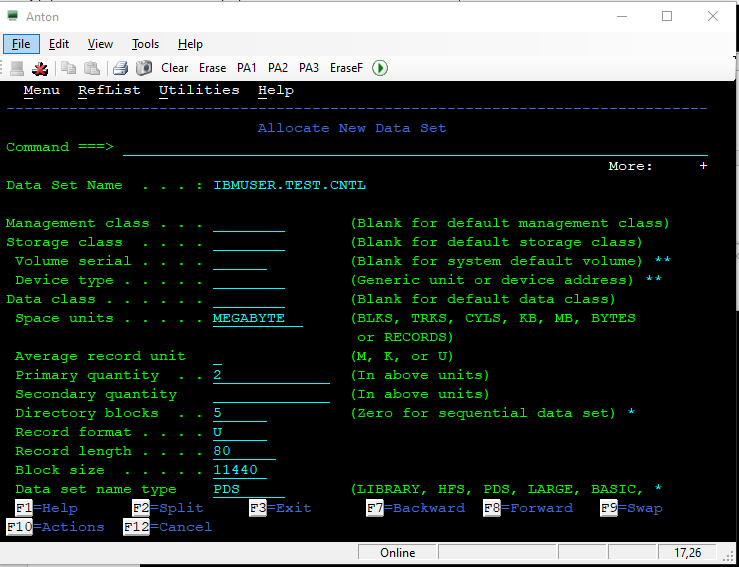 Anton
File Edit View Tools Help
Clear Erase PA1 PA2 PA3 EraseF
Menu RefList Utilities Help
Allocate New Data Set
Command ===>
More: +
Data Set Name . . . : IBMUSER.TEST.CNTL
Management class . . . (Blank for default management class)
Storage class . . . . (Blank for default storage class)
Volume serial . . . . (Blank for system default volume) **
Device type . . . . . (Generic unit or device address) **
Data class . . . . . . (Blank for default data class)
Space units . . . . . MEGABYTE (BLKS, TRKS, CYLS, KB, MB, BYTES
or RECORDS)
Average record unit (M, K, or U)
Primary quantity . . 2 (In above units)
Secondary quantity (In above units)
Directory blocks . . 5 (Zero for sequential data set) *
Record format . . . . U
Record length . . . . 80
Block size . . . . . 11440
Data set name type PDS (LIBRARY, HFS, PDS, LARGE, BASIC, *
F1=Help F2=Split F3=Exit F7=Backward F8=Forward F9=Swap
F10=Actions F12=Cancel
Online 17,26